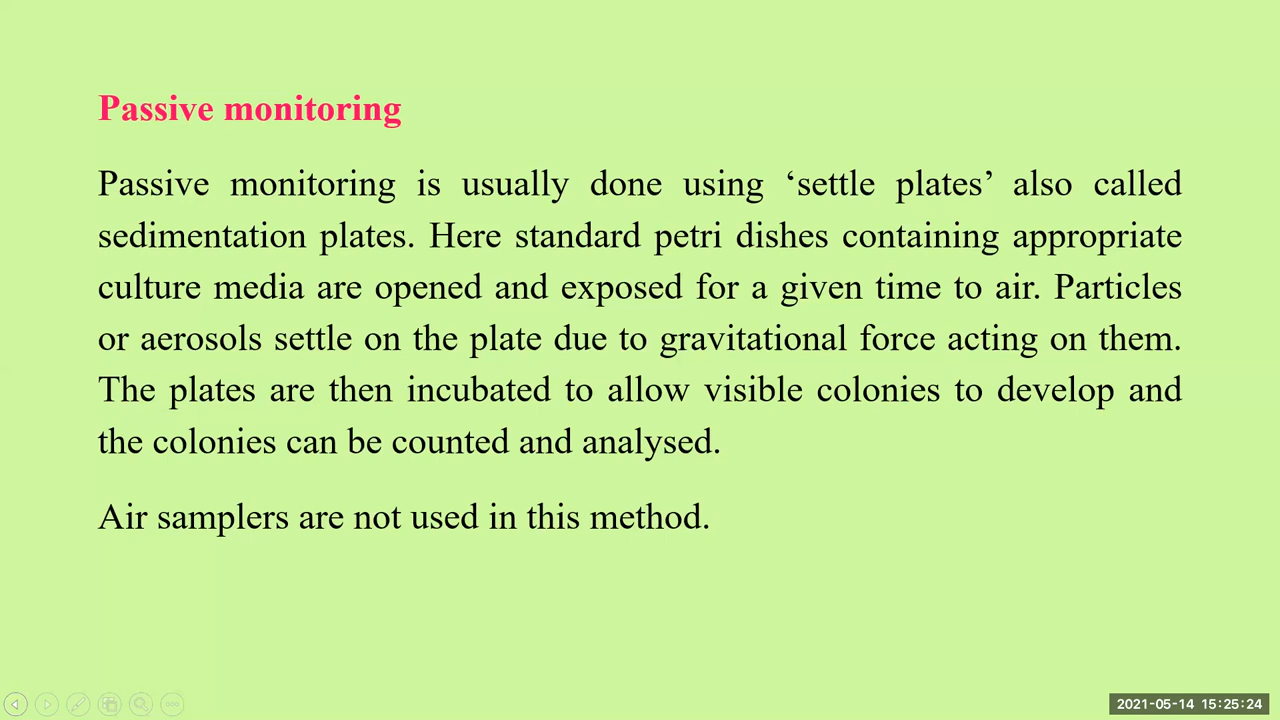 Passive monitoring
Passive monitoring is usually done using ‘settle plates’ also called
sedimentation plates. Here standard petri dishes containing appropriate
culture media are opened and exposed for a given time to air. Particles
or aerosols settle on the plate due to gravitational force acting on them.
The plates are then incubated to allow visible colonies to develop and
the colonies can be counted and analysed.
Air samplers are not used in this method.
2021-05-14 15:25:24